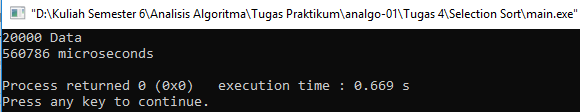 "D:\Kuliah Semester 6\Analisis Algoritma\Tugas Praktikum\analgo-01\Tugas 4\Selection Sort\main.exe"
20000 Data
560786 microseconds
Process returned 0 (0x0)   execution time : 0.669 s
Press any key to continue.